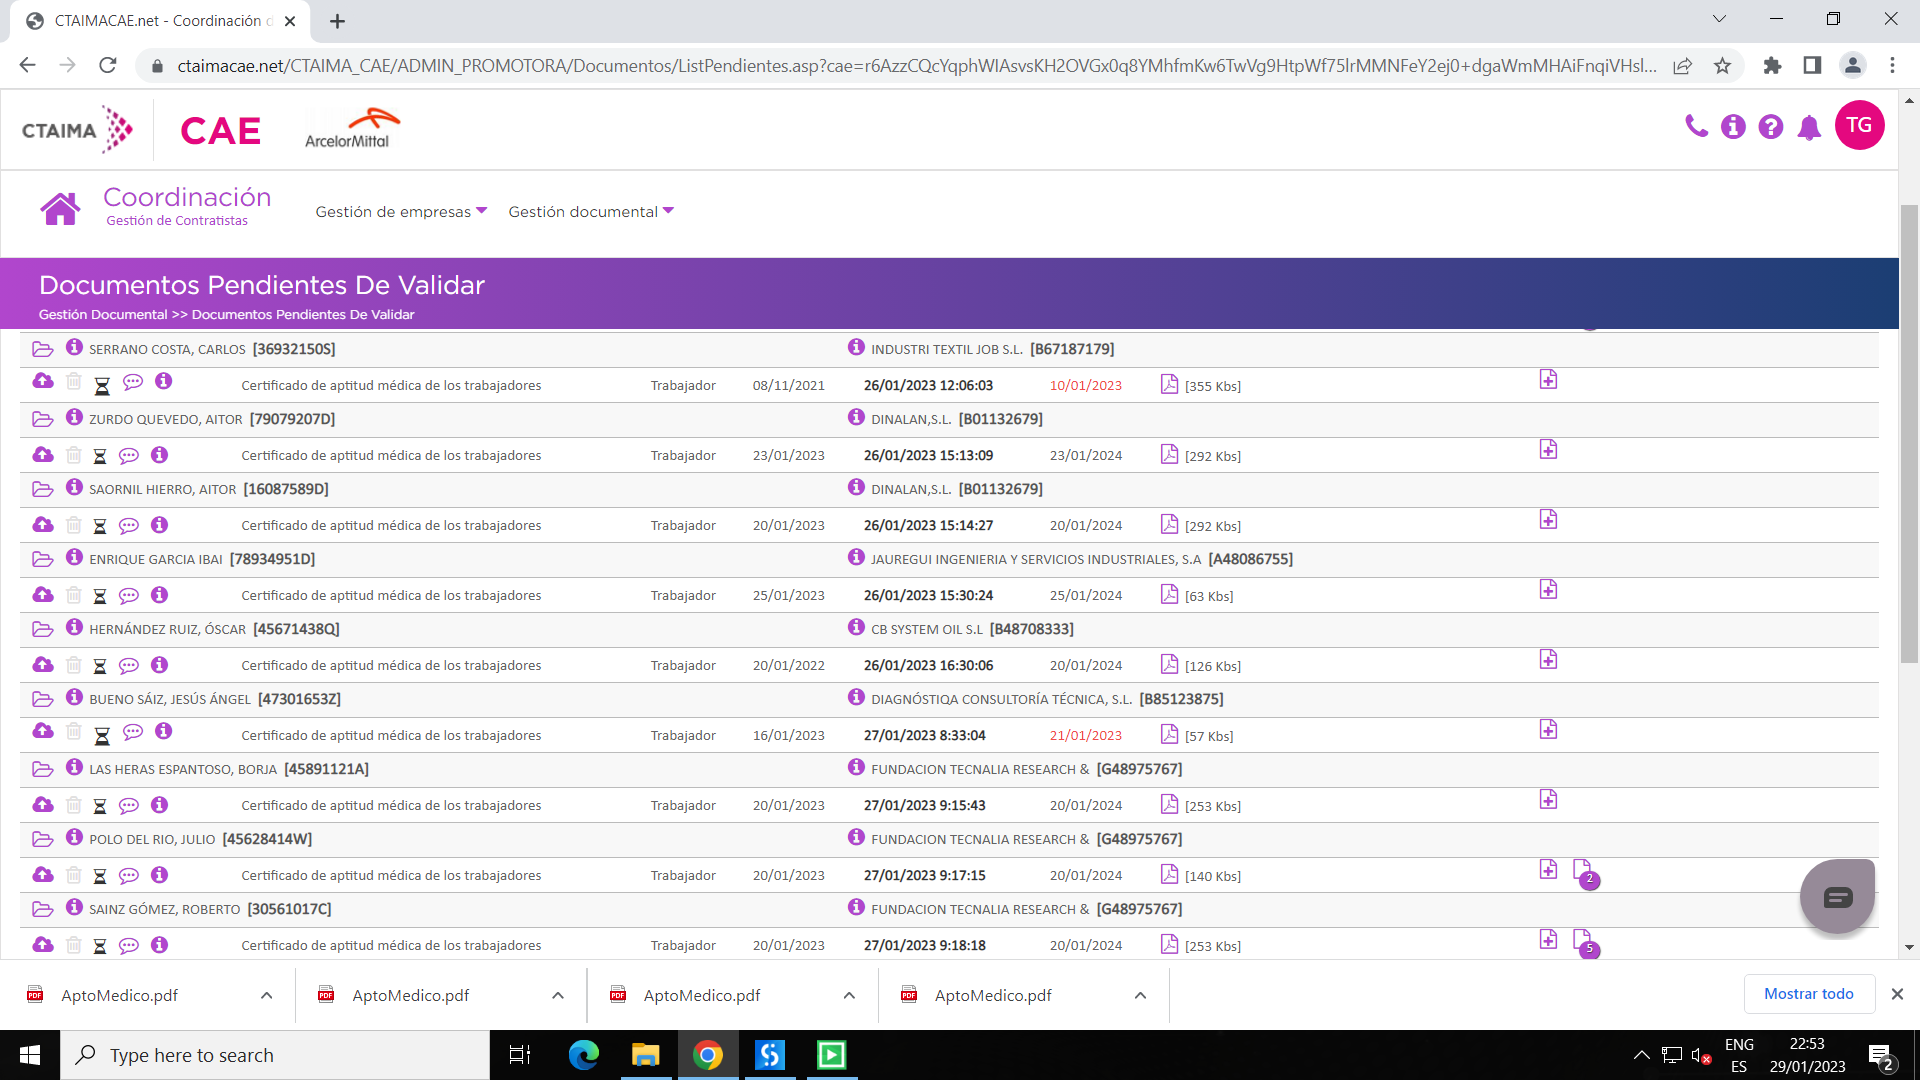 CTAIMACAE.net - Coordinación d
ctaimacae.net/CTAIMA_CAE/ADMIN_PROMOTORA/Documentos/ListPendientes.asp?cae=r6AzzCQcYqphWIAsvsKH2OVGx0q8YMhfmKw6TwVg9HtpWf75lrMMNFeY2ej0+dgaWmMHAiFnqiVHsl...
CTAIMA CAE ArcelorMittal TG
Coordinación
Gestión de Contratistas
Gestión de empresas Gestión documental
Documentos Pendientes De Validar
Gestión Documental >> Documentos Pendientes De Validar
SERRANO COSTA, CARLOS [36932150S] INDUSTRI TEXTIL JOB S.L. [B67187179]
Certificado de aptitud médica de los trabajadores Trabajador 08/11/2021 26/01/2023 12:06:03 10/01/2023 [355 Kbs]
ZURDO QUEVEDO, AITOR [79079207D] DINALAN,S.L. [B01132679]
Certificado de aptitud médica de los trabajadores Trabajador 23/01/2023 26/01/2023 15:13:09 23/01/2024 [292 Kbs]
SAORNIL HIERRO, AITOR [16087589D] DINALAN,S.L. [B01132679]
Certificado de aptitud médica de los trabajadores Trabajador 20/01/2023 26/01/2023 15:14:27 20/01/2024 [292 Kbs]
ENRIQUE GARCIA IBAI [78934951D] JAUREGUI INGENIERIA Y SERVICIOS INDUSTRIALES, S.A [A48086755]
Certificado de aptitud médica de los trabajadores Trabajador 25/01/2023 26/01/2023 15:30:24 25/01/2024 [63 Kbs]
HERNÁNDEZ RUIZ, ÓSCAR [45671438Q] CB SYSTEM OIL S.L [B48708333]
Certificado de aptitud médica de los trabajadores Trabajador 20/01/2022 26/01/2023 16:30:06 20/01/2024 [126 Kbs]
BUENO SÁIZ, JESÚS ÁNGEL [47301653Z] DIAGNÓSTIQA CONSULTORÍA TÉCNICA, S.L. [B85123875]
Certificado de aptitud médica de los trabajadores Trabajador 16/01/2023 27/01/2023 8:33:04 21/01/2023 [57 Kbs]
LAS HERAS ESPANTOSO, BORJA [45891121A] FUNDACION TECNALIA RESEARCH & [G48975767]
Certificado de aptitud médica de los trabajadores Trabajador 20/01/2023 27/01/2023 9:15:43 20/01/2024 [253 Kbs]
POLO DEL RIO, JULIO [45628414W] FUNDACION TECNALIA RESEARCH & [G48975767]
Certificado de aptitud médica de los trabajadores Trabajador 20/01/2023 27/01/2023 9:17:15 20/01/2024 [140 Kbs] 2
SAINZ GÓMEZ, ROBERTO [30561017C] FUNDACION TECNALIA RESEARCH & [G48975767]
Certificado de aptitud médica de los trabajadores Trabajador 20/01/2023 27/01/2023 9:18:18 20/01/2024 [253 Kbs] 5
AptoMedico.pdf AptoMedico.pdf AptoMedico.pdf AptoMedico.pdf Mostrar todo
Type here to search
ENG 22:53
ES 29/01/2023 2